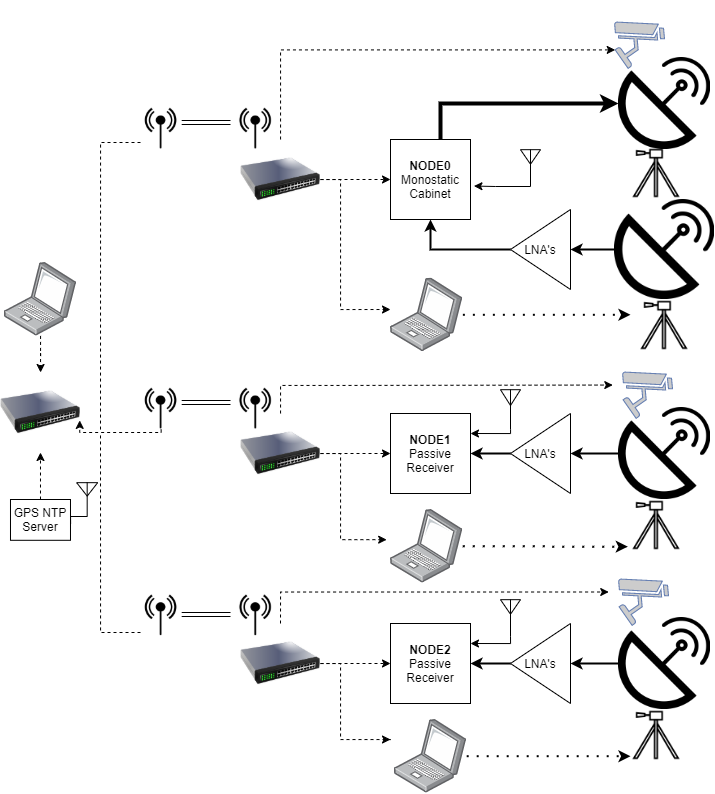 NODE0
Monostatic
Cabinet
LNA's
NODE1
Passive
Receiver
LNA's
GPS NTP
Server
NODE2
Passive
Receiver
LNA's